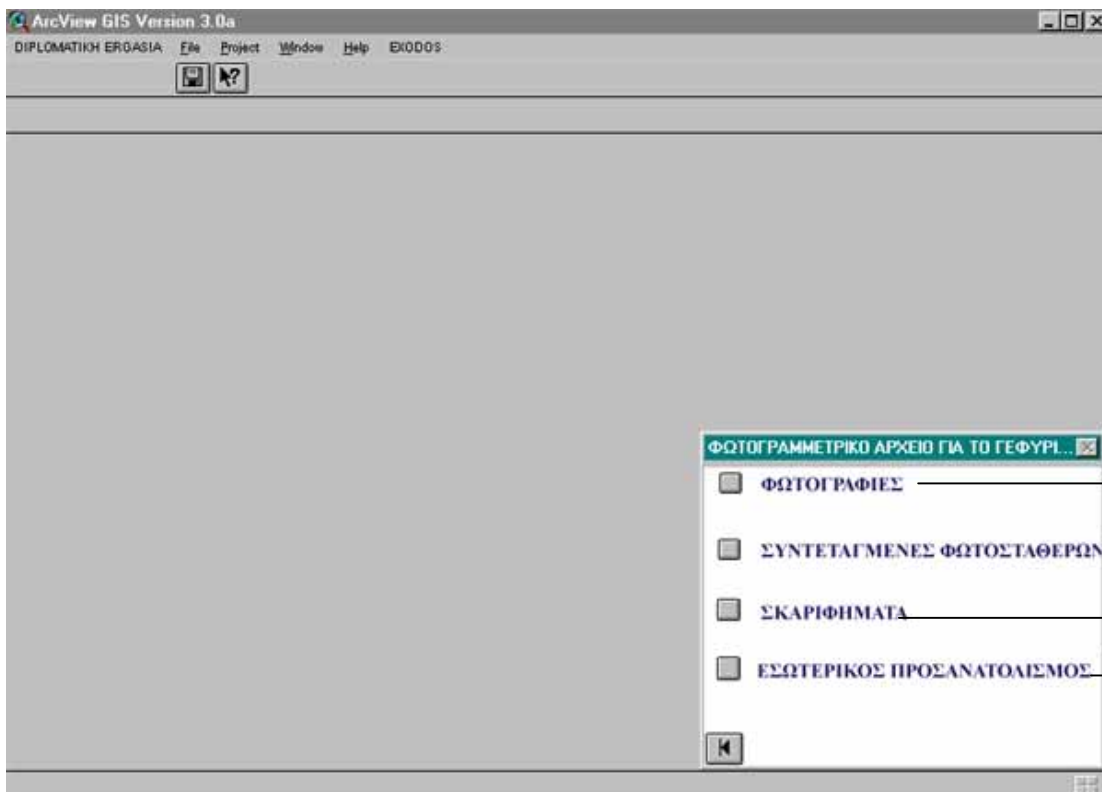 ArcView GIS Version 3.0a
DIPLOMATIKH ERGASIA File Project Window Help EXODOS
ΦΩΤΟΓΡΑΜΜΕΤΡΙΚΟ ΑΡΧΕΙΟ ΓΙΑ ΤΟ ΓΕΦΥΡΙ...
ΦΩΤΟΓΡΑΦΙΕΣ
ΣΥΝΤΕΤΑΓΜΕΝΕΣ ΦΩΤΟΣΤΑΘΕΡΩΝ
ΣΚΑΡΙΦΗΜΑΤΑ
ΕΣΩΤΕΡΙΚΟΣ ΠΡΟΣΑΝΑΤΟΛΙΣΜΟΣ